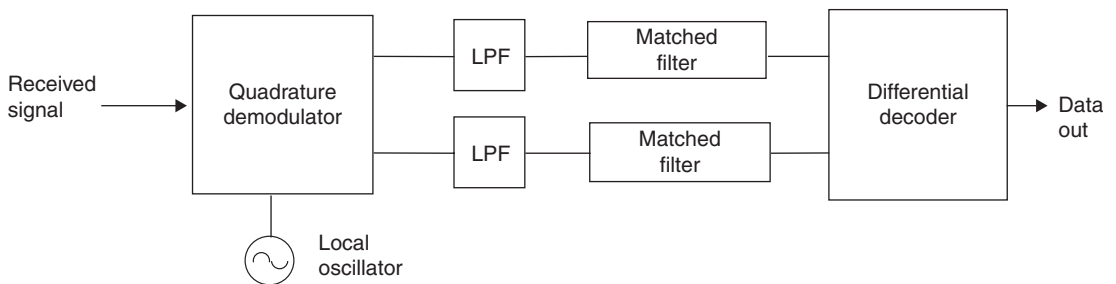 Received
signal
Quadrature
demodulator
LPF
Matched
filter
LPF
Matched
filter
Differential
decoder
Data
out
Local
oscillator